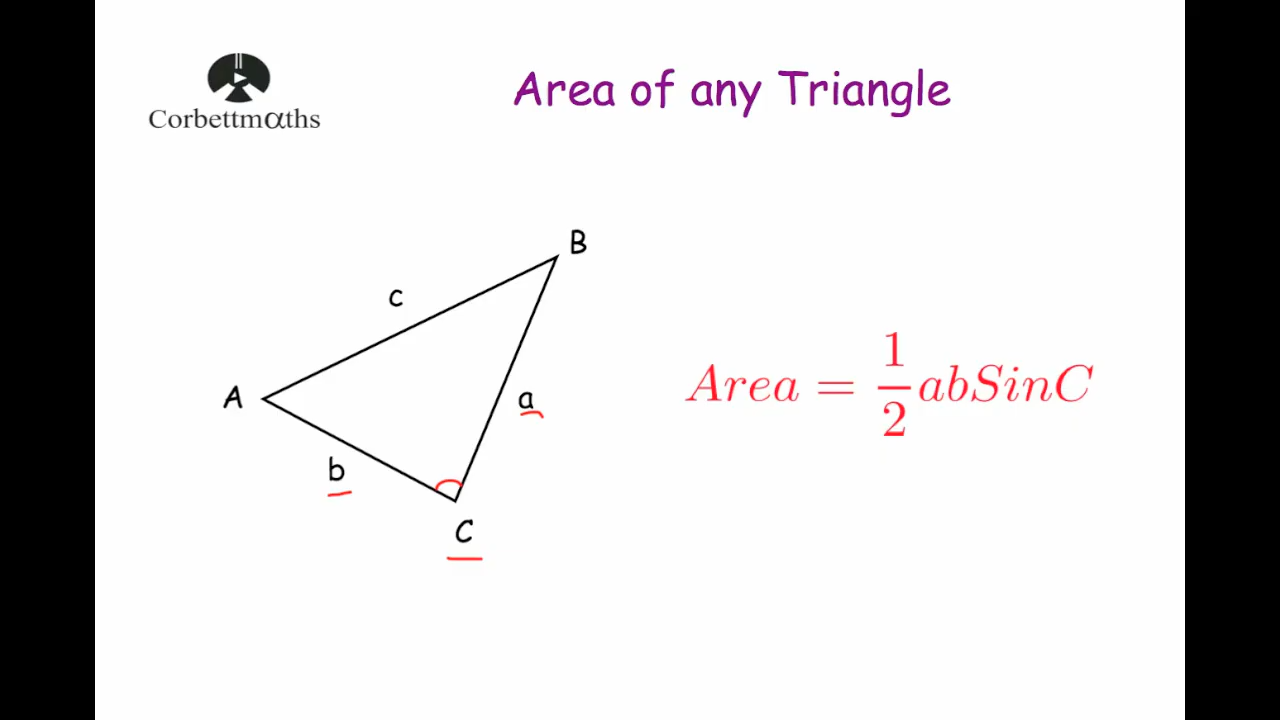 Corbettmαths
Area of any Triangle
B
c
A
a
b
C
Area = 1/2 abSinC